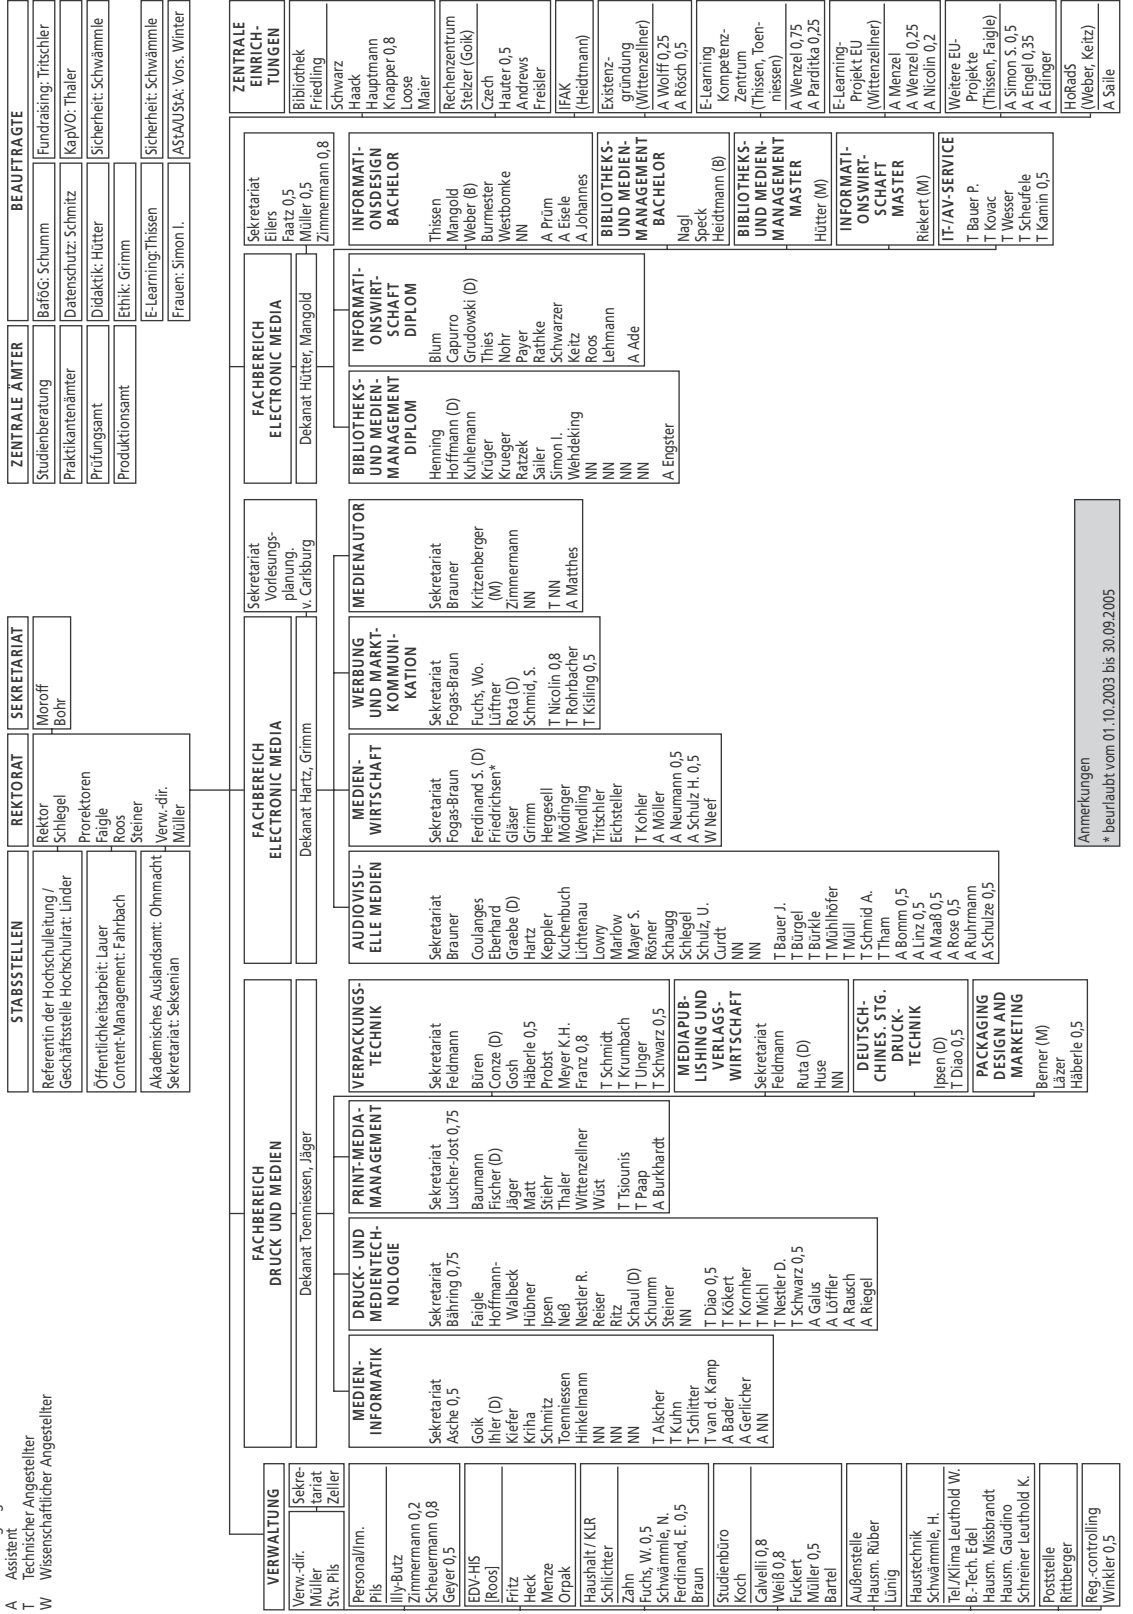 A Assistent
T Technischer Angestellter
W Wissenschaftlicher Angestellter
STABSSTELLEN
Referentin der Hochschulleitung /
Geschäftsstelle Hochschulrat: Linder
Öffentlichkeitsarbeit: Lauer
Content-Management: Fahrbach
Akademisches Auslandsamt: Ohnmacht
Sekretariat: Seksenian
REKTORAT
Rektor
Schlegel
Prorektoren
Faigle
Roos
Steiner
Verw.-dir.
Müller
SEKRETARIAT
Moroff
Bohr
ZENTRALE ÄMTER
Studienberatung
Praktikantenämter
Prüfungsamt
Produktionsamt
BEAUFTRAGTE
BaföG: Schumm
Datenschutz: Schmitz
Didaktik: Hütter
Ethik: Grimm
E-Learning:Thissen
Frauen: Simon I.
Fundraising: Tritschler
KapVO: Thaler
Sicherheit: Schwämmle
Sicherheit: Schwämmle
AStA/UStA: Vors. Winter
VERWALTUNG
Verw.-dir.
Müller
Stv. Pils
Sekre-
tariat
Zeller
Personal/Inn.
Pils
Illy-Butz
Zimmermann 0,2
Scheuermann 0,8
Geyer 0,5
EDV-HIS
[Roos]
Fritz
Heck
Menze
Orpak
Haushalt / KLR
Schlichter
Zahn
Fuchs, W. 0,5
Schwämmle, N.
Ferdinand, E. 0,5
Braun
Studienbüro
Koch
Calvelli 0,8
Weiß 0,8
Fuckert
Müller 0,5
Bartel
Außenstelle
Hausm. Rüber
Lünig
Haustechnik
Schwämmle, H.
Tel/Klima Leuthold W.
B.- Tech. Edel
Hausm. Missbrandt
Hausm. Gaudino
Schreiner Leuthold K.
Poststelle
Rittberger
Reg.-controlling
Winkler 0,5
FACHBEREICH
DRUCK UND MEDIEN
Dekanat Toenniessen, Jäger
MEDIEN-
INFORMATIK
Sekretariat
Asche 0,5
Goik
Ihler (D)
Kiefer
Kriha
Schmitz
Toenniessen
Hinkelmann
NN
NN
NN
T Alscher
T Kuhn
T Schlitter
T van d. Kamp
A Bader
A Gerlicher
A NN
DRUCK- UND
MEDIENTECH-
NOLOGIE
Sekretariat
Bähring 0,75
Faigle
Hoffmann-
Walbeck
Hübner
Ipsen
Neß
Nestler R.
Reiser
Ritz
Schaul (D)
Schumm
Steiner
NN
T Diao 0,5
T Kökert
T Kornher
T Michl
T Nestler D.
T Schwarz 0,5
A Galus
A Löffler
A Rausch
A Riegel
PRINT-MEDIA-
MANAGEMENT
Sekretariat
Luscher-Jost 0,75
Baumann
Fischer (D)
Jäger
Matt
Stiehr
Thaler
Wittenzellner
Wüst
T Tsiounis
T Paap
A Burkhardt
VERPACKUNGS-
TECHNIK
Sekretariat
Feldmann
Büren
Conze (D)
Gosh
Häberle 0,5
Probst
Meyer K.H.
Franz 0,8
T Schmidt
T Krumbach
T Unger
T Schwarz 0,5
MEDIAPUB-
LISHING UND
VERLAGS-
WIRTSCHAFT
Sekretariat
Feldmann
Ruta (D)
Huse
NN
DEUTSCH-
CHINES. STG.
DRUCK-
TECHNIK
Ipsen (D)
T Diao 0,5
PACKAGING
DESIGN AND
MARKETING
Berner (M)
Läzer
Häberle 0,5
FACHBEREICH
ELECTRONIC MEDIA
Dekanat Hartz, Grimm
Sekretariat
Vorlesungs-
planung.
v. Carlsburg
AUDIOVISU-
ELLE MEDIEN
Sekretariat
Brauner
Coulanges
Eberhard
Graebe (D)
Hartz
Keppler
Kuchenbuch
Lichtenau
Lowry
Marlow
Mayer S.
Rösner
Schaugg
Schlegel
Schulz, U.
Curdt
NN
NN
T Bauer J.
T Bürgel
T Bürkle
T Mühlhöfer
T Müll
T Schmid A.
T Tham
A Bomm 0,5
A Linz 0,5
A Maaß 0,5
A Rose 0,5
A Ruhrmann
A Schulze 0,5
MEDIEN-
WIRTSCHAFT
Sekretariat
Fogas-Braun
Ferdinand S. (D)
Friedrichsen*
Gläser
Grimm
Hergesell
Mödinger
Wendling
Tritschler
Eichsteller
T Kohler
A Möller
A Neumann 0,5
A Schulz H. 0,5
W Neef
WERBUNG
UND MARKT-
KOMMUNI-
KATION
Sekretariat
Fogas-Braun
Fuchs, Wo.
Lüftner
Rota (D)
Schmid, S.
T Nicolin 0,8
T Rohrbacher
T Kisling 0,5
MEDIENAUTOR
Sekretariat
Brauner
Kritzenberger
(M)
Zimmermann
NN
T NN
A Matthes
FACHBEREICH
ELECTRONIC MEDIA
Dekanat Hütter, Mangold
Sekretariat
Eilers
Faatz 0,5
Müller 0,5
Zimmermann 0,8
BIBLIOTHEKS-
UND MEDIEN-
MANAGEMENT
DIPLOM
Henning
Hoffmann (D)
Kuhlemann
Krüger
Krueger
Ratzek
Sailer
Simon I.
Wehdeking
NN
NN
NN
NN
A Engster
INFORMATI-
ONSWIRT-
SCHAFT
DIPLOM
Blum
Capurro
Grudowski (D)
Thies
Nohr
Payer
Rathke
Schwarzer
Keitz
Roos
Lehmann
A Ade
INFORMATI-
ONSDESIGN
BACHELOR
Thissen
Mangold
Weber (B)
Burmester
Westbomke
NN
A Prüm
A Eisele
A Johannes
BIBLIOTHEKS-
UND MEDIEN-
MANAGEMENT
BACHELOR
Nagl
Speck
Heidtmann (B)
BIBLIOTHEKS-
UND MEDIEN-
MANAGEMENT
MASTER
Hütter (M)
INFORMATI-
ONSWIRT-
SCHAFT
MASTER
Riekert (M)
IT-/AV-SERVICE
T Bauer P.
T Kovac
T Wesser
T Scheufele
T Kamin 0,5
ZENTRALE
EINRICH-
TUNGEN
Bibliothek
Friedling
Schwarz
Haack
Hauptmann
Knapper 0,8
Loose
Maier
Rechenzentrum
Stelzer (Goik)
Czech
Hauter 0,5
Andrews
Freisler
IFAK
(Heidtmann)
Existenz-
gründung
(Wittenzellner)
A Wolff 0,25
A Rösch 0,5
E-Learning
Kompetenz-
Zentrum
(Thissen, Toen-
niessen)
A Wenzel 0,75
A Parditka 0,25
E-Learning-
Projekt EU
(Wittenzellner)
A Menzel
A Wenzel 0,25
A Nicolin 0,2
Weitere EU-
Projekte
(Thissen, Faigle)
A Simon S. 0,5
A Engel 0,35
A Edinger
HoRadS
(Weber, Keitz)
A Saile
Anmerkungen
* beurlaubt vom 01.10.2003 bis 30.09.2005